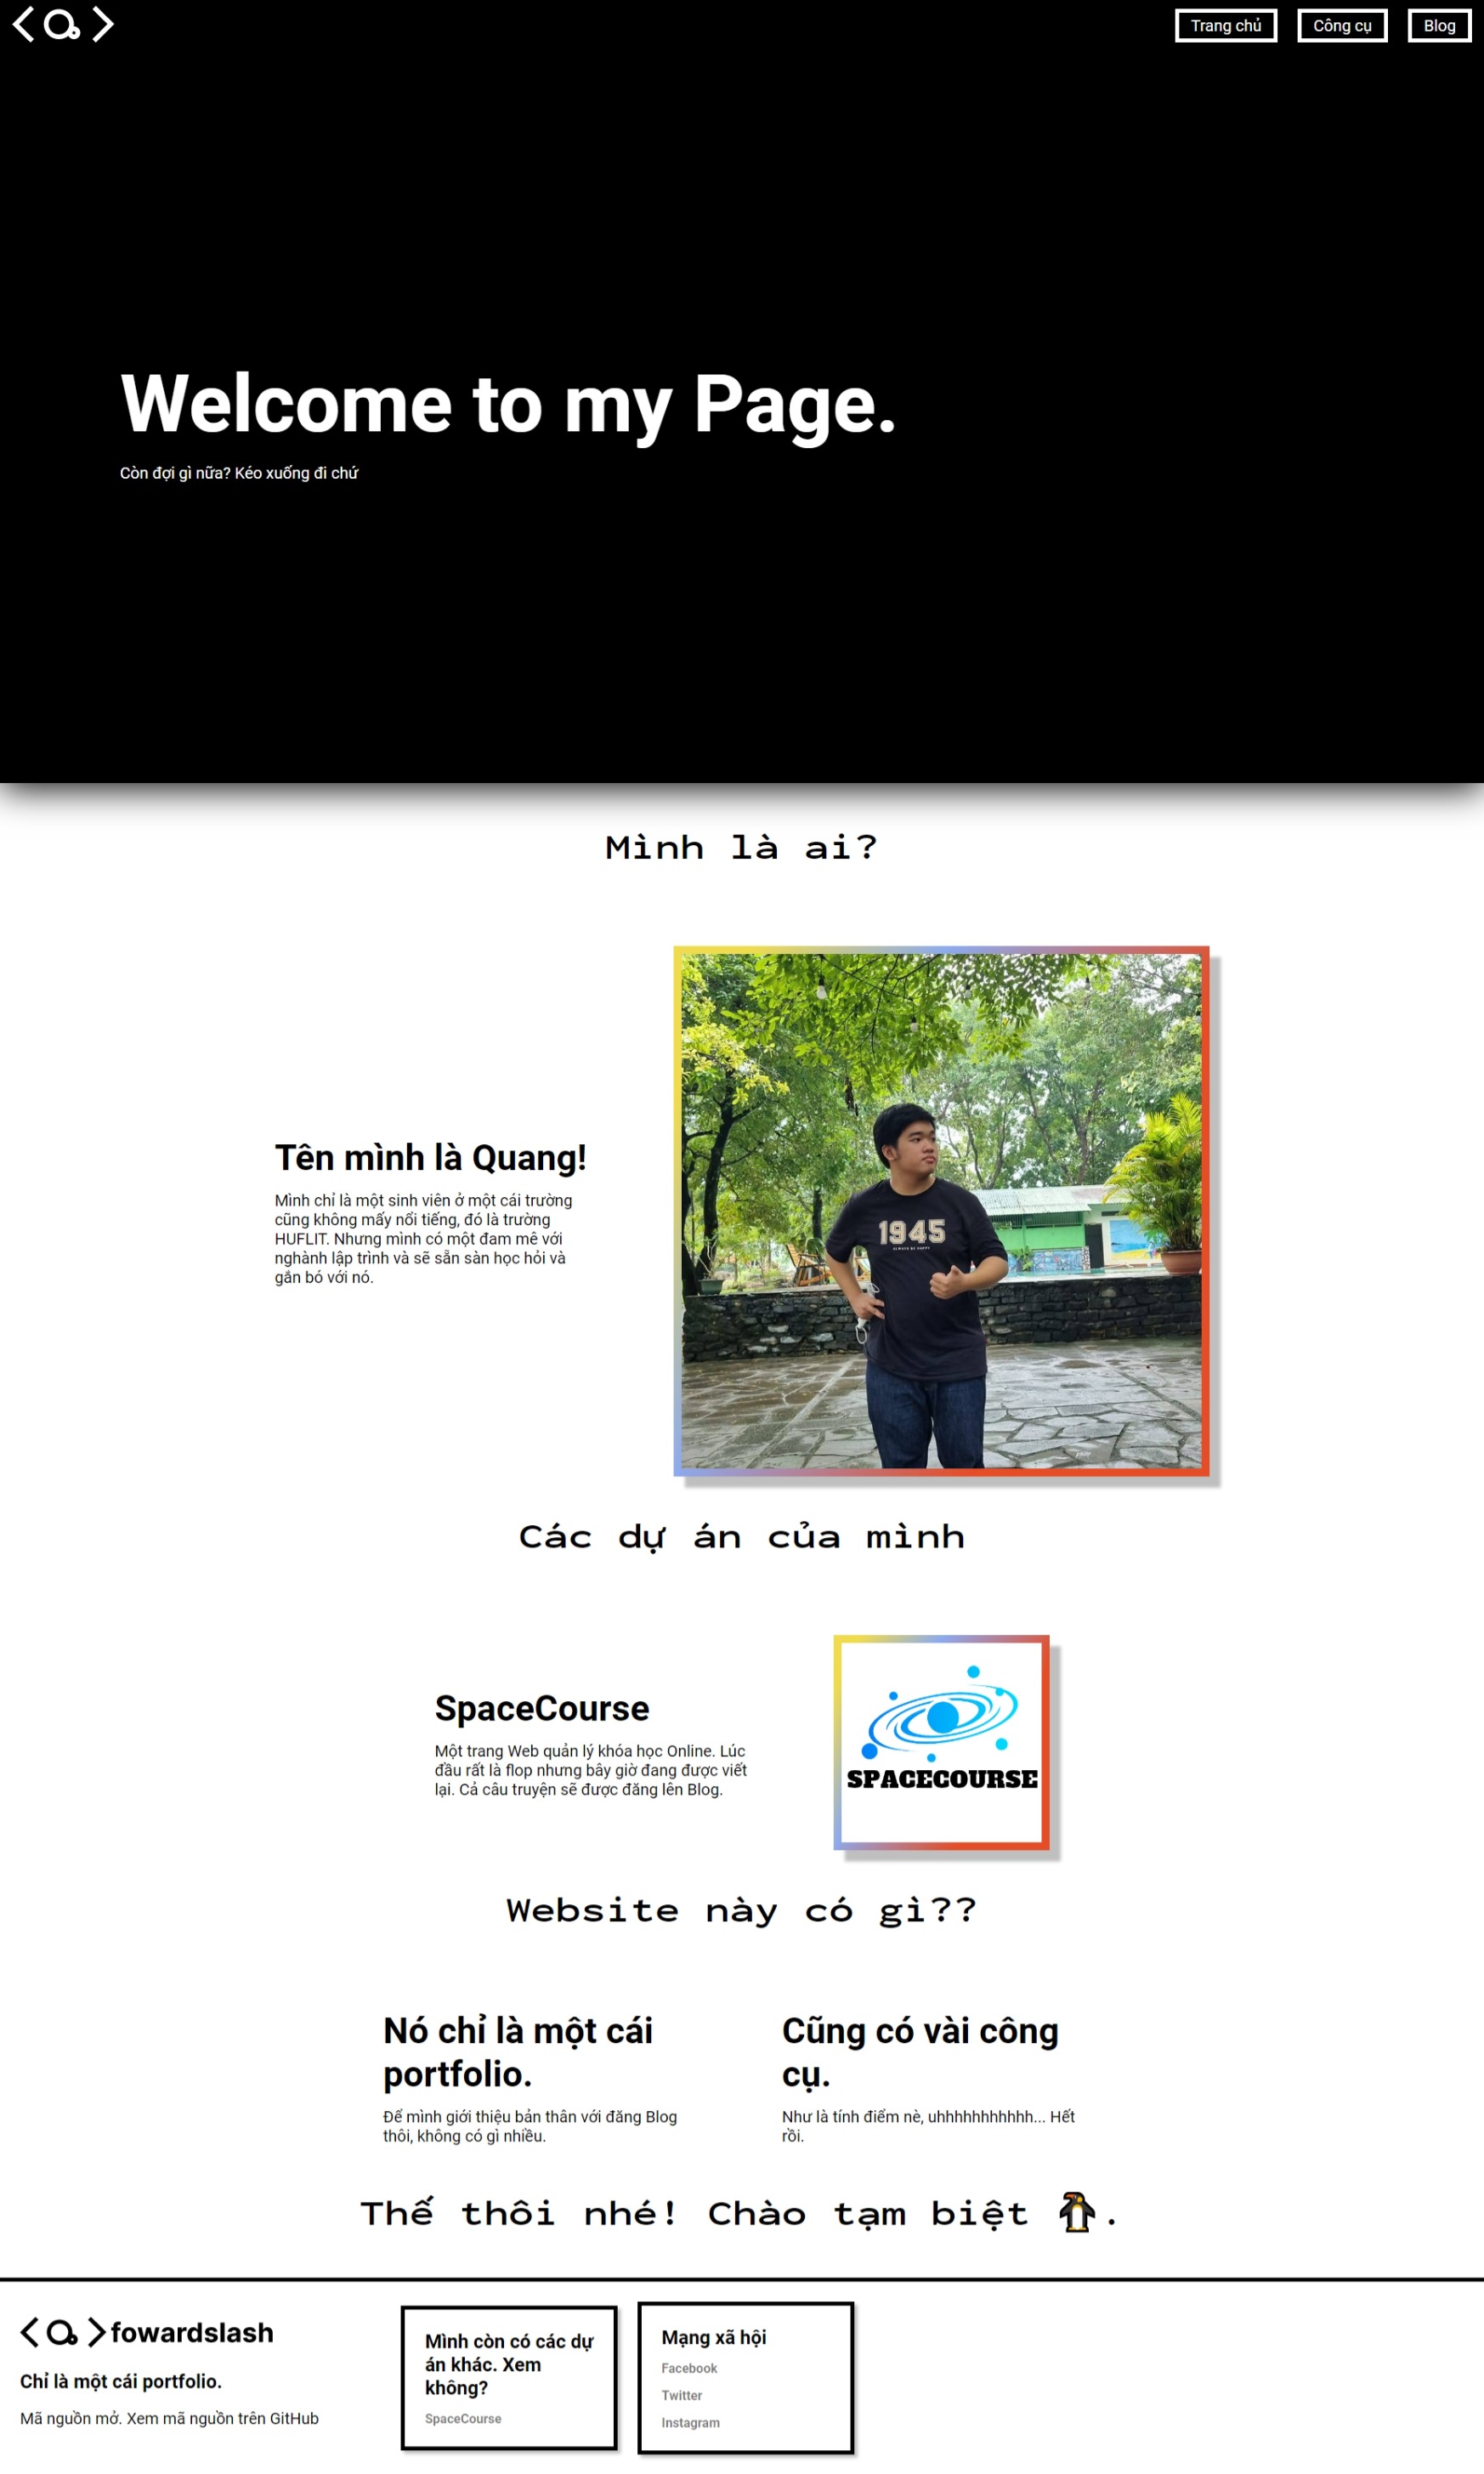 Trang chủ
Công cụ
Blog
Welcome to my Page.
Còn đợi gì nữa? Kéo xuống đi chứ
Mình là ai?
Tên mình là Quang!
Mình chỉ là một sinh viên ở một cái trường
cũng không mấy nổi tiếng, đó là trường
HUFLIT. Nhưng mình có một đam mê với
nghành lập trình và sẽ sẵn sàn học hỏi và
gắn bó với nó.
1945
ALWAYS BE HAPPY
Các dự án của mình
SpaceCourse
Một trang Web quản lý khóa học Online. Lúc
đầu rất là flop nhưng bây giờ đang được viết
lại. Cả câu truyện sẽ được đăng lên Blog.
SPACECOURSE
Website này có gì??
Nó chỉ là một cái
portfolio.
Để mình giới thiệu bản thân với đăng Blog
thôi, không có gì nhiều.
Cũng có vài công
cụ.
Như là tính điểm nè, uhhhhhhhhhhh... Hết
rồi.
Thế thôi nhé! Chào tạm biệt 🐧.
fowardslash
Chỉ là một cái portfolio.
Mã nguồn mở. Xem mã nguồn trên GitHub
Mình còn có các dự
án khác. Xem
không?
SpaceCourse
Mạng xã hội
Facebook
Twitter
Instagram